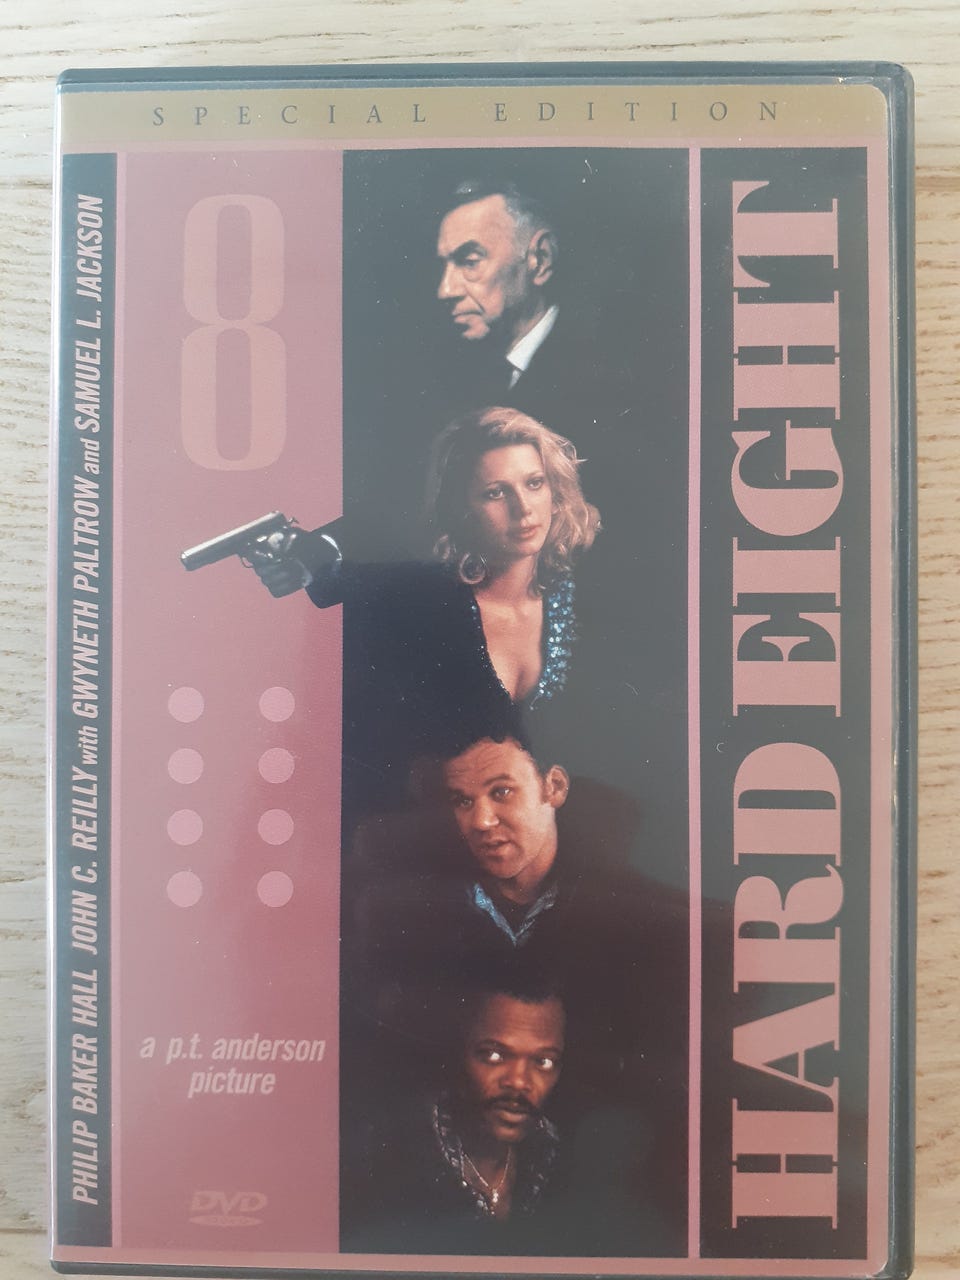 SPECIAL EDITION
PHILIP BAKER HALL JOHN C. REILLY with GWYNETH PALTROW and SAMUEL L. JACKSON
8
HARD EIGHT
a p.t. anderson
picture
DVD